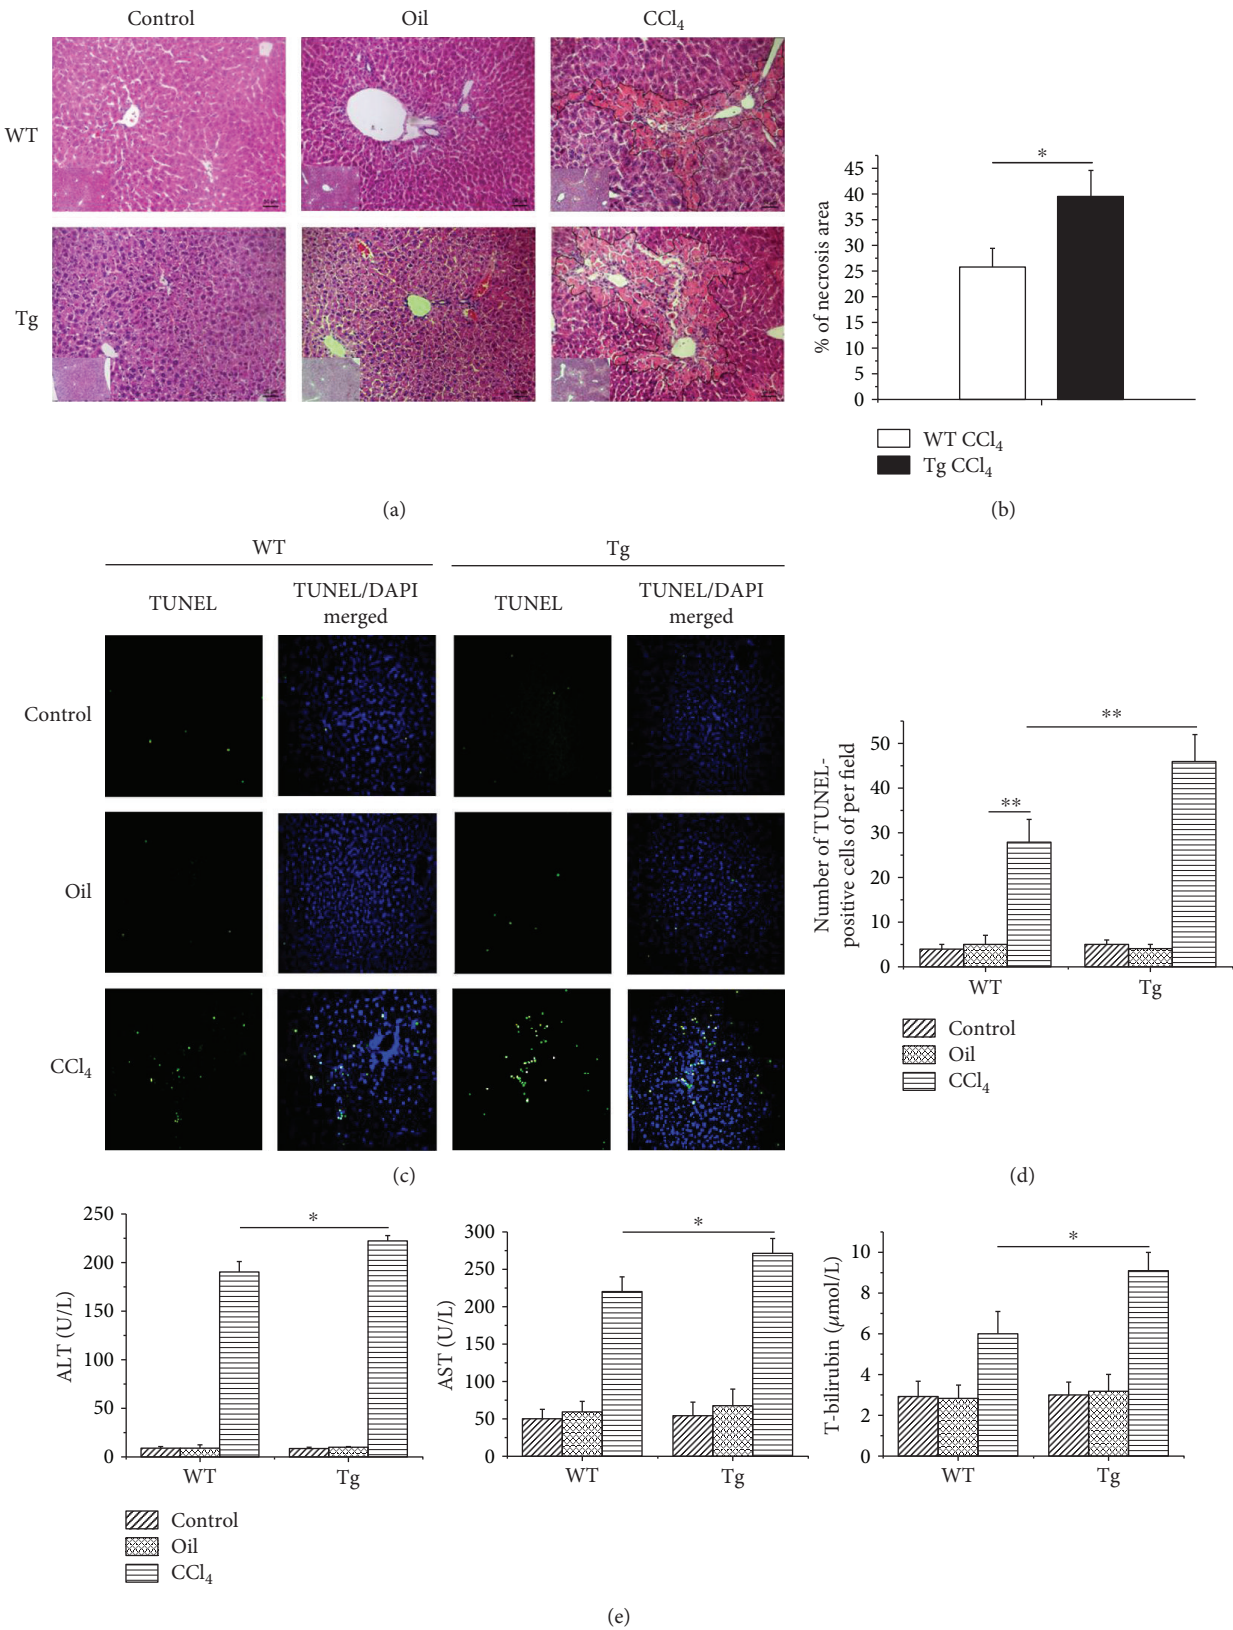 Control
Oil
CCl₄
WT
Tg
(a)
% of necrosis area
45
40
35
30
25
20
15
10
5
0
*
WT CCl₄
Tg CCl₄
(b)
WT
Tg
TUNEL
TUNEL/DAPI
merged
TUNEL
TUNEL/DAPI
merged
Control
Oil
CCl₄
(c)
Number of TUNEL-
positive cells of per field
50
40
30
20
10
0
**
**
WT
Tg
Control
Oil
CCl₄
(d)
ALT (U/L)
250
200
150
100
50
0
*
WT
Tg
AST (U/L)
300
250
200
150
100
50
0
*
WT
Tg
T-bilirubin (μmol/L)
10
8
6
4
2
0
*
WT
Tg
Control
Oil
CCl₄
(e)